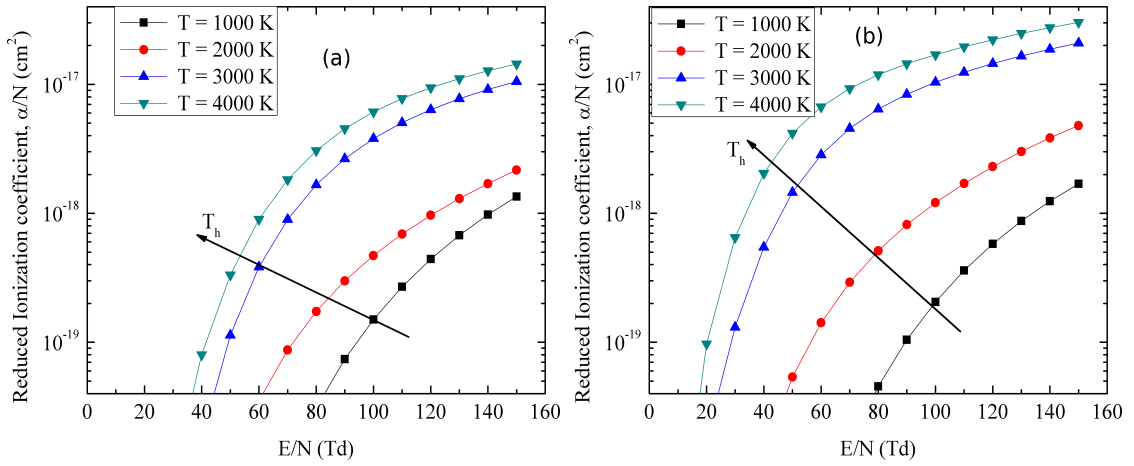 T = 1000 K
T = 2000 K
T = 3000 K
T = 4000 K
(a)
T_h
Reduced Ionization coefficient, α/N (cm²)
10⁻¹⁷
10⁻¹⁸
10⁻¹⁹
0 20 40 60 80 100 120 140 160
E/N (Td)
T = 1000 K
T = 2000 K
T = 3000 K
T = 4000 K
(b)
T_h
Reduced Ionization coefficient, α/N (cm²)
10⁻¹⁷
10⁻¹⁸
10⁻¹⁹
0 20 40 60 80 100 120 140 160
E/N (Td)